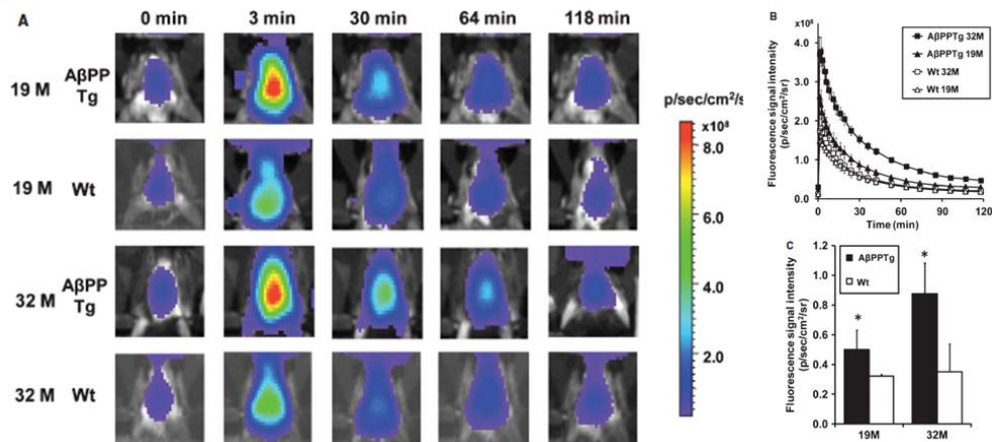 A
0 min 3 min 30 min 64 min 118 min
19 M AβPP Tg
19 M Wt
32 M AβPP Tg
32 M Wt
p/sec/cm²/s
x10⁸
8.0
6.0
4.0
2.0
B
x10⁸
4.0
3.0
2.0
1.0
0
Fluorescence signal intensity
(p/sec/cm²/sr)
AβPPTg 32M
AβPPTg 19M
Wt 32M
Wt 19M
0 30 60 90 120
Time (min)
C
1.2
1.0
0.8
0.6
0.4
0.2
0
Fluorescence signal intensity
(p/sec/cm²/sr)
AβPPTg
Wt
*
*
19M 32M